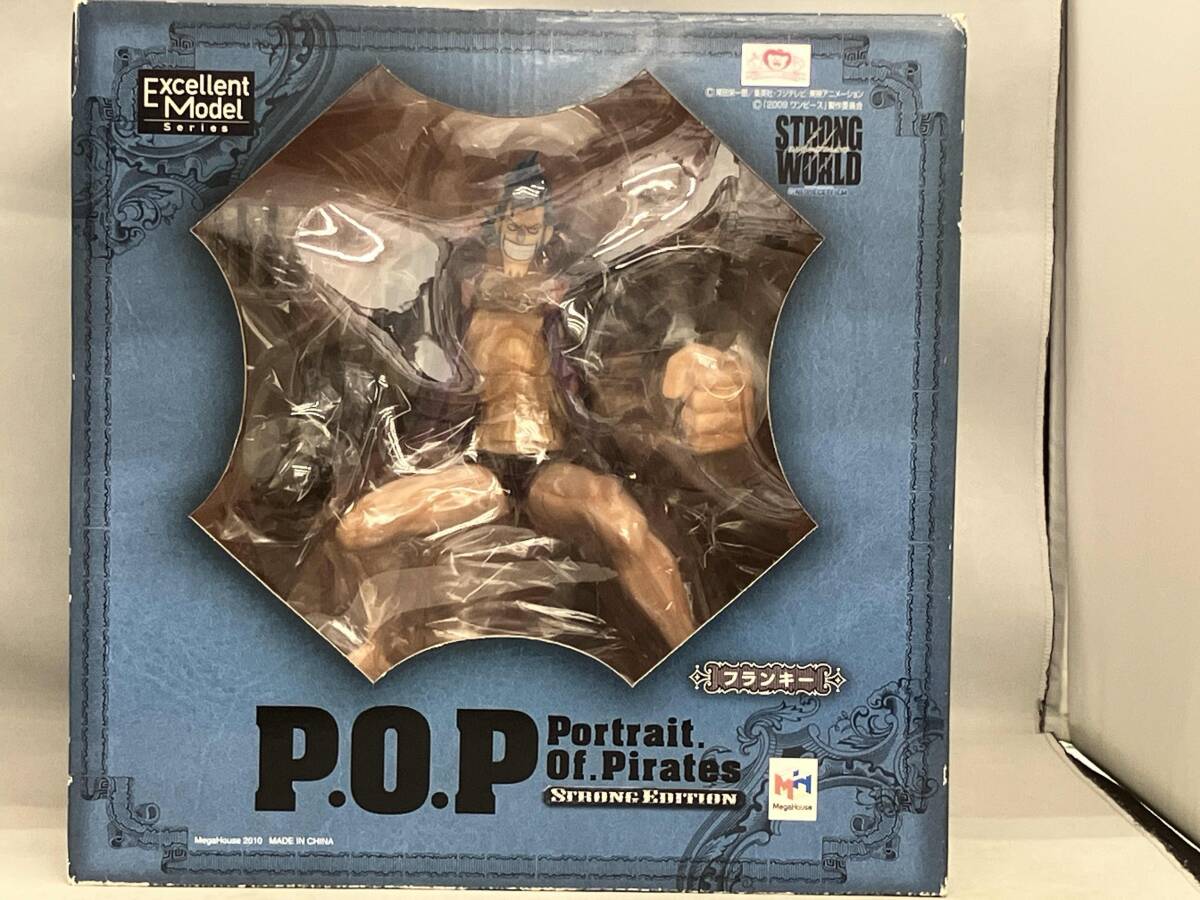 Excellent
Model
Series
©尾田栄一郎/集英社・フジテレビ・東映アニメーション
©「2009 ワンピース」製作委員会
STRONG
WORLD
フランキー
P.O.P
Portrait.
Of.Pirates
STRONG EDITION
MegaHouse
MegaHouse 2010 MADE IN CHINA